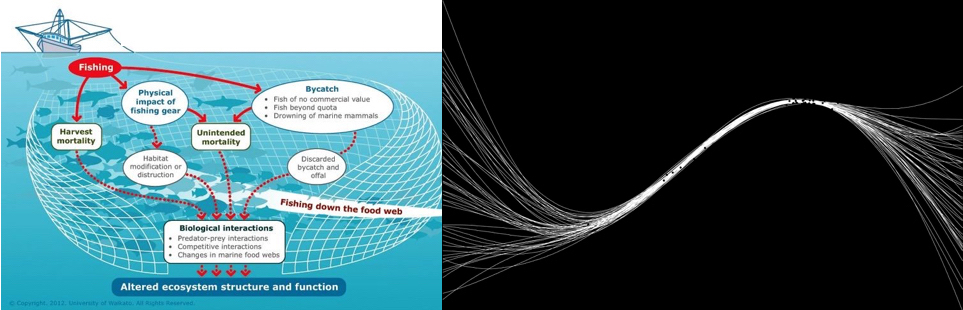 Fishing
Physical
impact of
fishing gear
Bycatch
• Fish of no commercial value
• Fish beyond quota
• Drowning of marine mammals
Harvest
mortality
Unintended
mortality
Habitat
modification or
distruction
Discarded
bycatch and
offal
Fishing down the food web
Biological interactions
• Predator-prey interactions
• Competitive interactions
• Changes in marine food webs
Altered ecosystem structure and function
© Copyright. 2012. University of Waikato. All Rights Reserved.